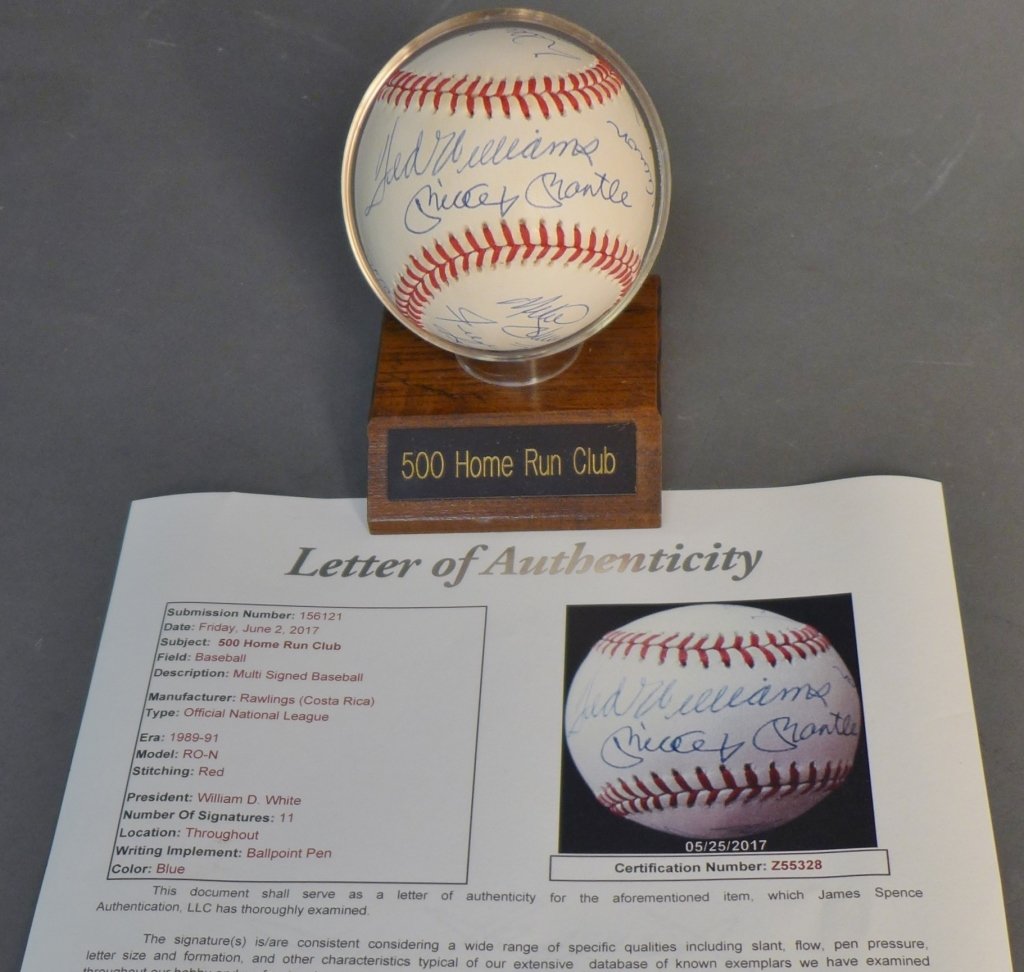 Ted Williams
Mickey Mantle
Mike
500 Home Run Club
Letter of Authenticity
Submission Number: 156121
Date: Friday, June 2, 2017
Subject: 500 Home Run Club
Field: Baseball
Description: Multi Signed Baseball
Manufacturer: Rawlings (Costa Rica)
Type: Official National League
Era: 1989-91
Model: RO-N
Stitching: Red
President: William D. White
Number Of Signatures: 11
Location: Throughout
Writing Implement: Ballpoint Pen
Color: Blue
Ted Williams
Mickey Mantle
05/25/2017
Certification Number: Z55328
This document shall serve as a letter of authenticity for the aforementioned item, which James Spence
Authentication, LLC has thoroughly examined.
The signature(s) is/are consistent considering a wide range of specific qualities including slant, flow, pen pressure,
letter size and formation, and other characteristics typical of our extensive database of known exemplars we have examined
throughout our hobby